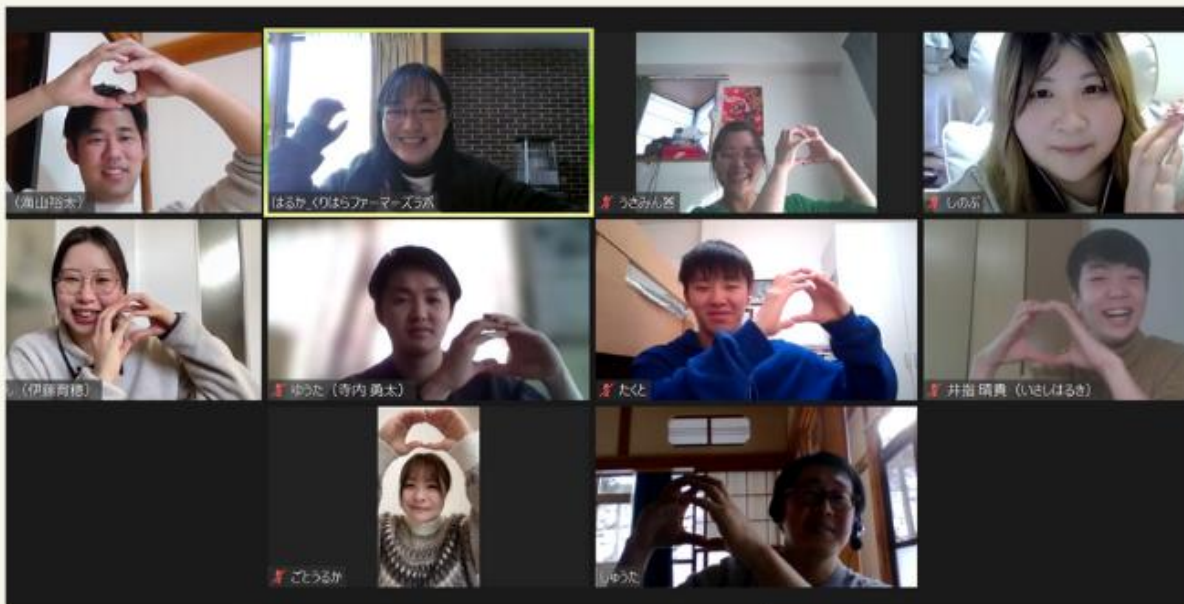 (海山裕太)
はるか_くりはらファーマーズラボ
うさみん
しのぶ
(伊藤育穂)
ゆうた（寺内 勇太）
たくと
井指 晴貴（いさしはるき）
ごとうるか
しゅうた